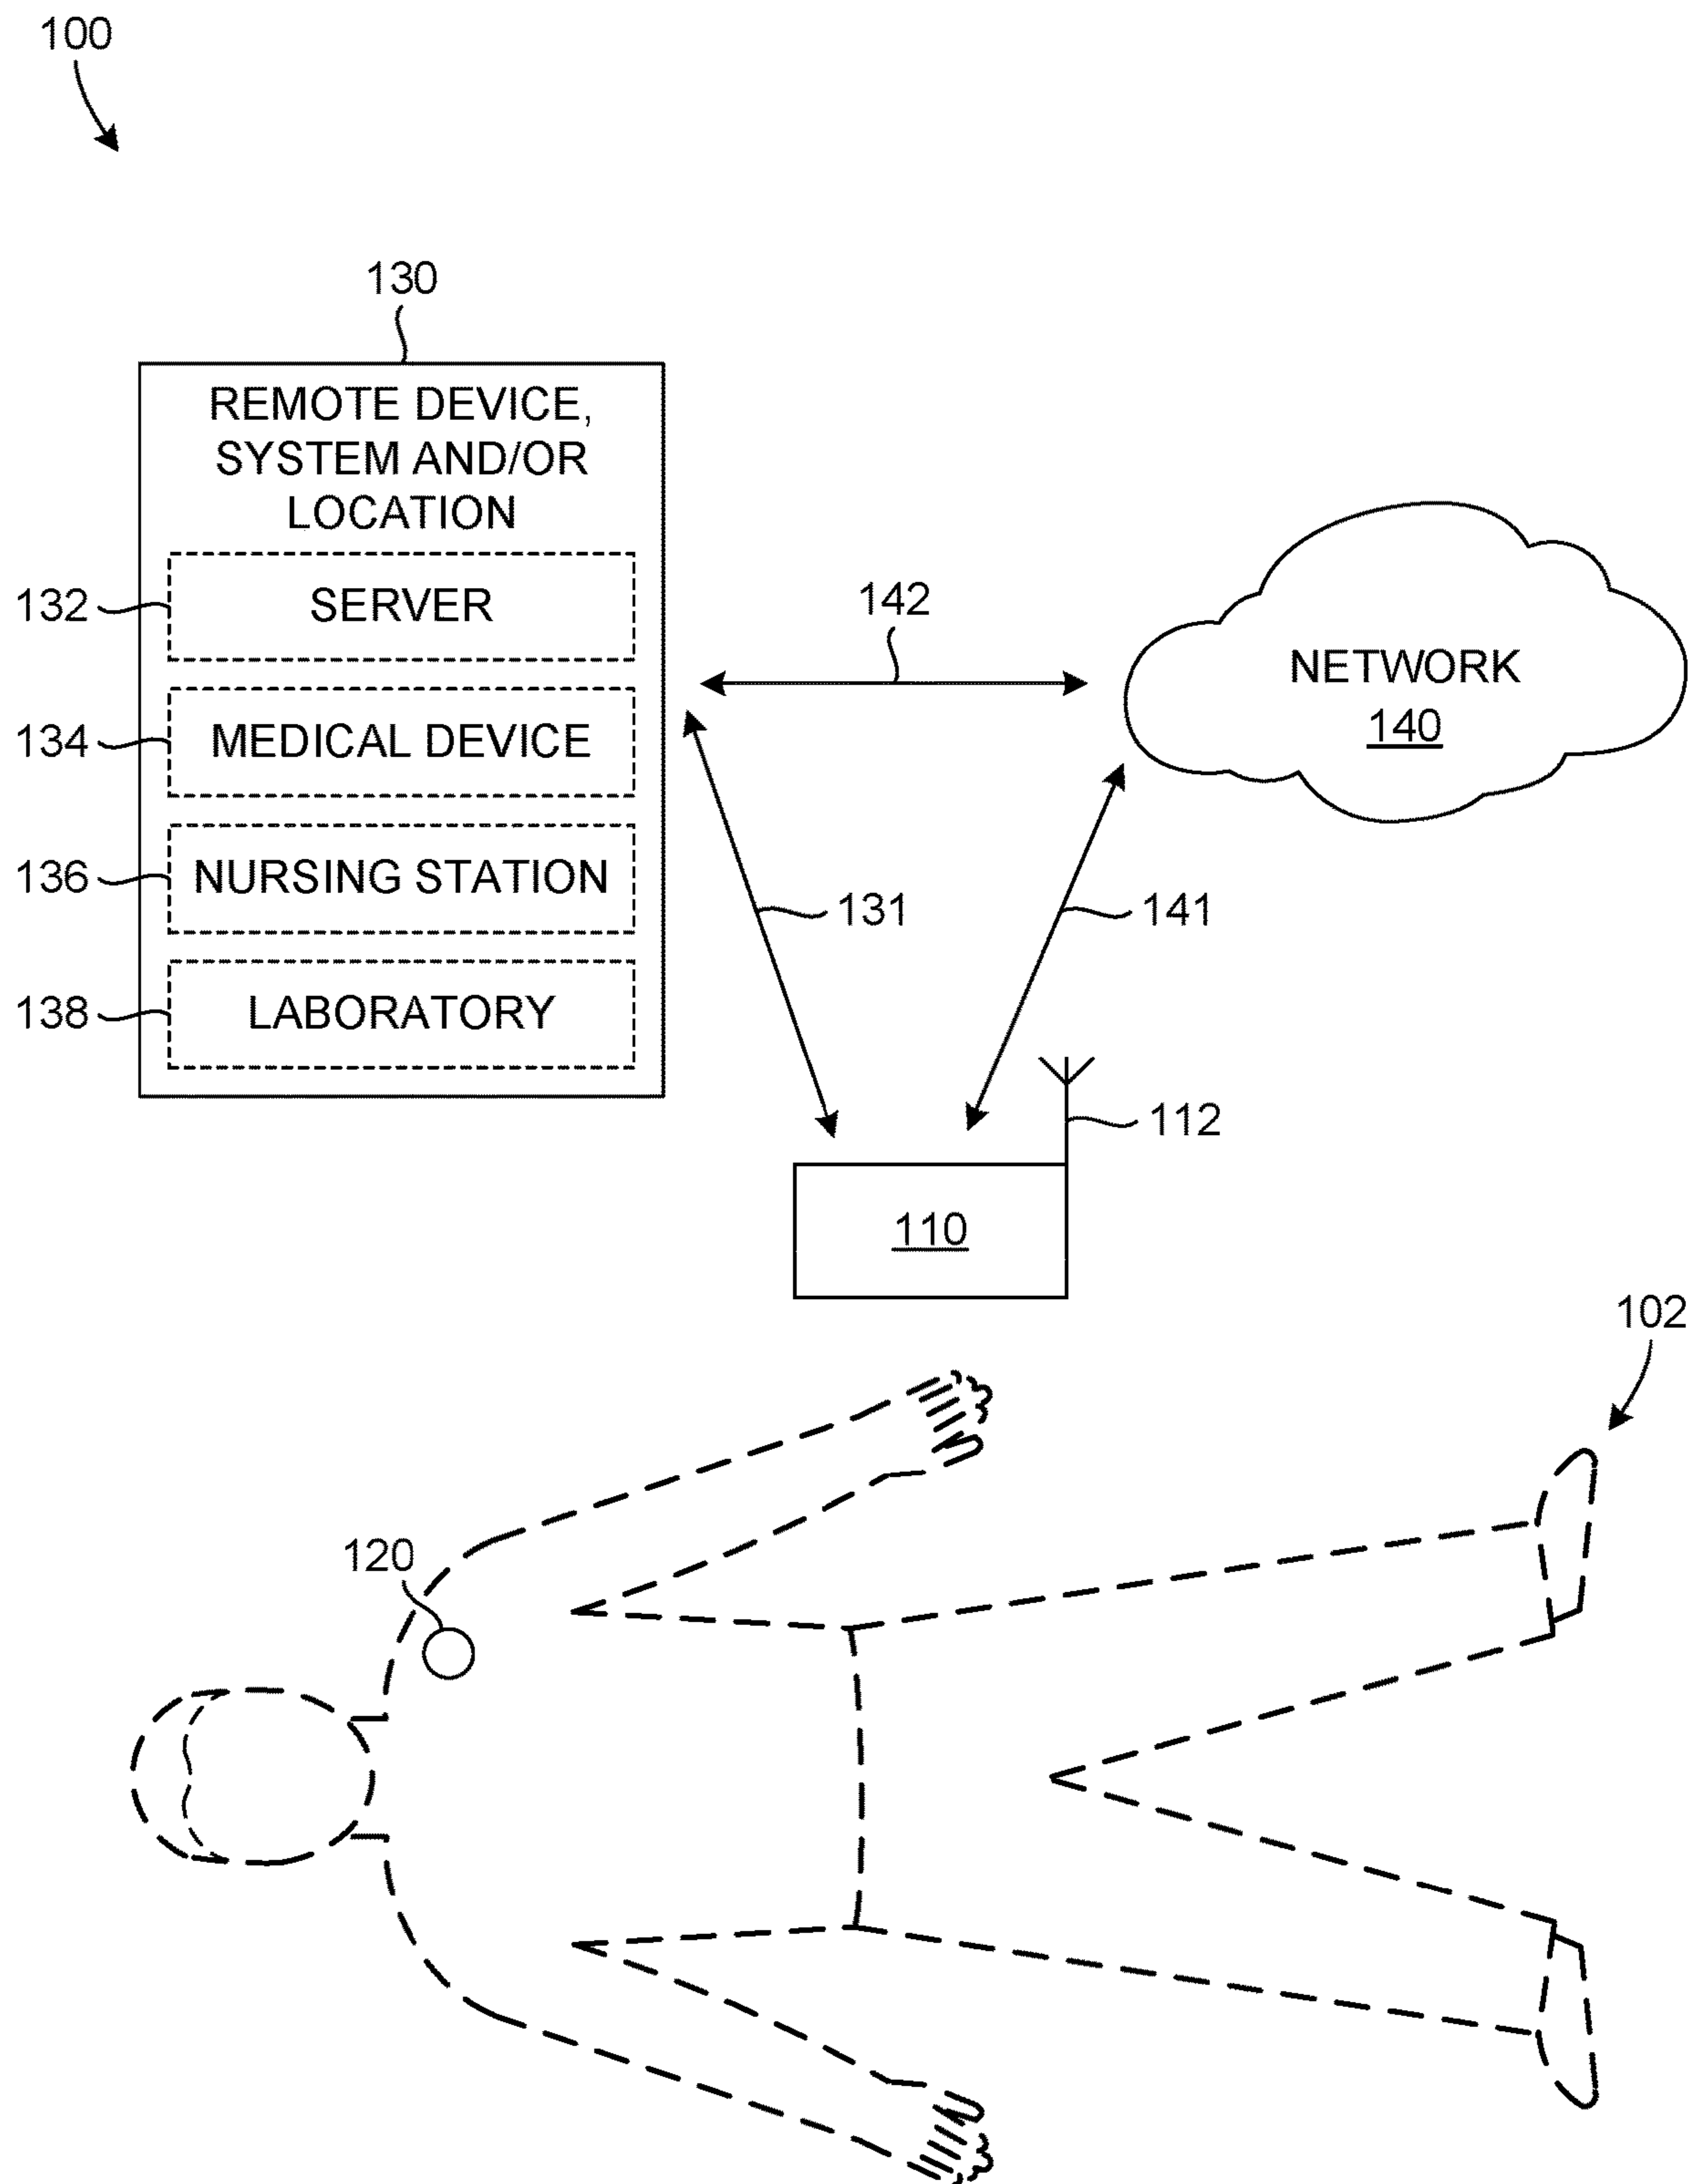 100
130
REMOTE DEVICE,
SYSTEM AND/OR
LOCATION
132
SERVER
134
MEDICAL DEVICE
136
NURSING STATION
138
LABORATORY
142
NETWORK
140
131
141
112
110
102
120